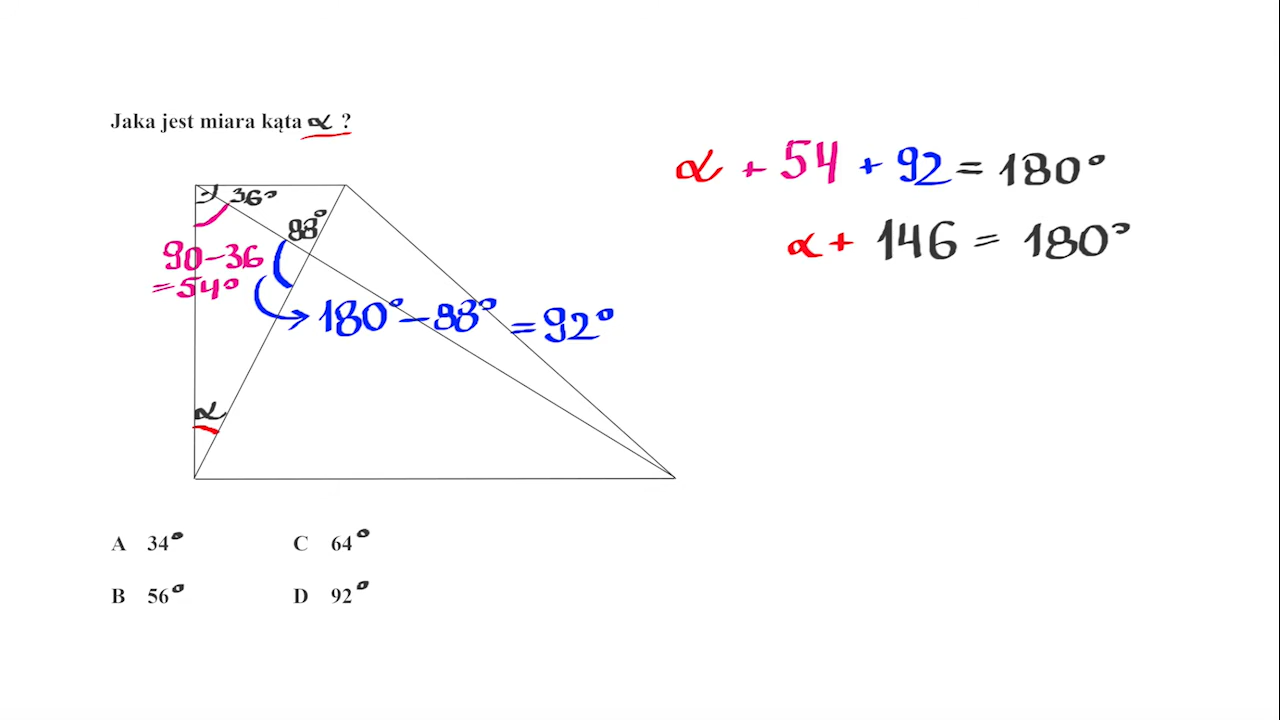 Jaka jest miara kąta α ?
α + 54 + 92 = 180°
α + 146 = 180°
36°
88°
90-36
=54°
180° - 88° = 92°
α
A 34° C 64°
B 56° D 92°